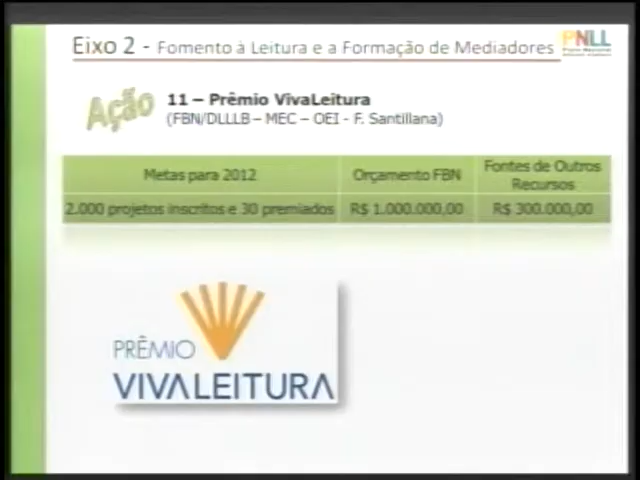 Eixo 2 - Fomento à Leitura e a Formação de Mediadores
PNLL
Ação
11 – Prêmio VivaLeitura
(FBN/DLLLB – MEC – OEI - F. Santillana)
Metas para 2012
Orçamento FBN
Fontes de Outros
Recursos
2.000 projetos inscritos e 30 premiados
R$ 1.000.000,00
R$ 300.000,00
PRÊMIO
VIVALEITURA